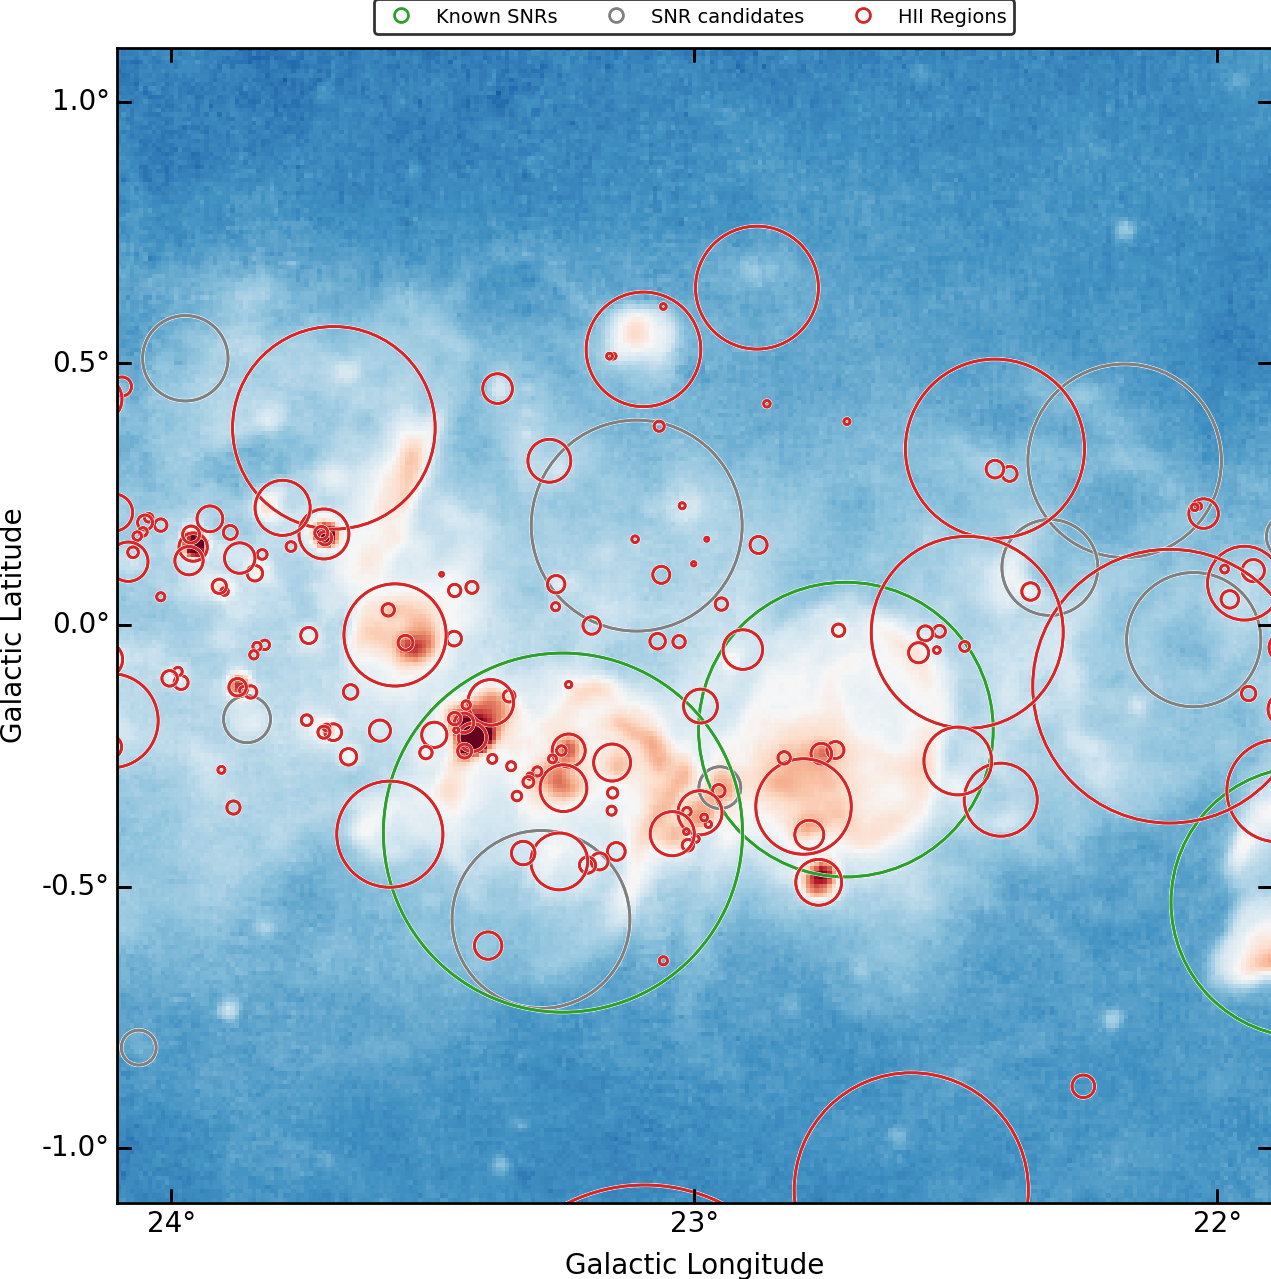 Known SNRs SNR candidates HII Regions
1.0°
0.5°
0.0°
-0.5°
-1.0°
Galactic Latitude
24° 23° 22°
Galactic Longitude